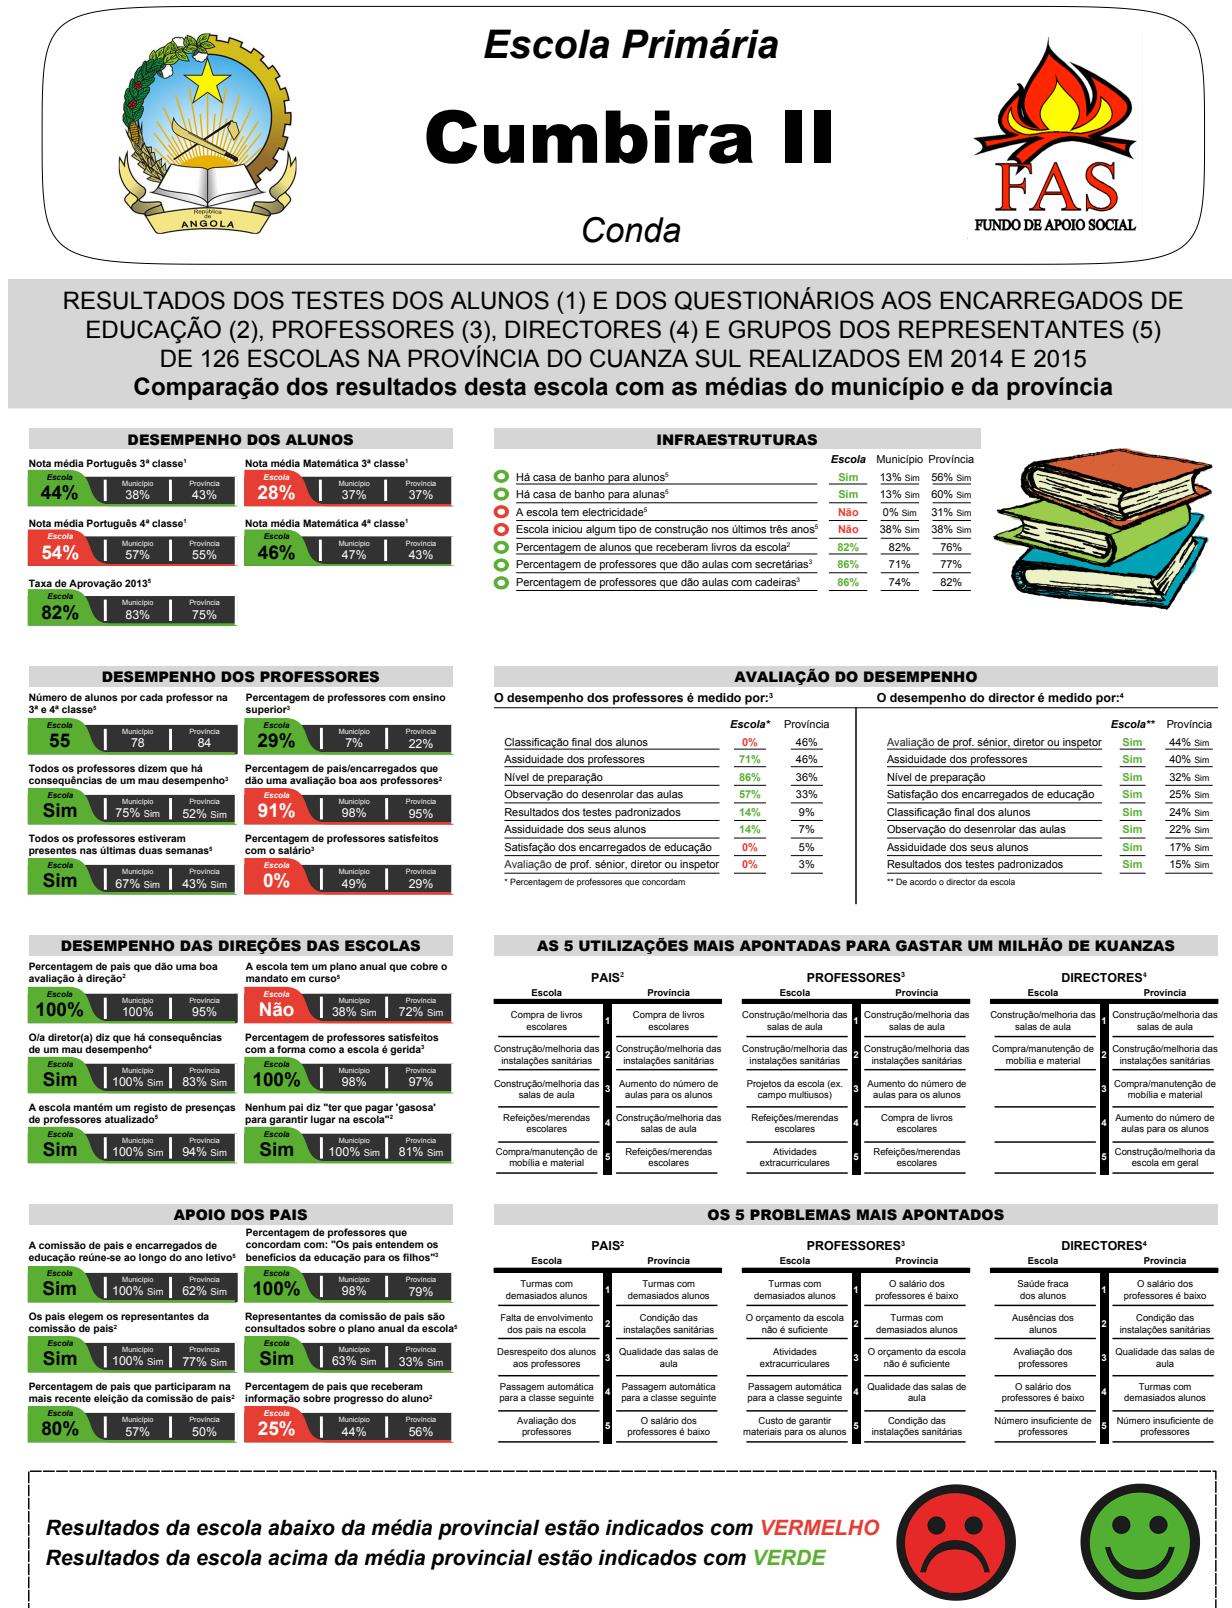 Escola Primária
Cumbira II
Conda
República
de
ANGOLA
FAS
FUNDO DE APOIO SOCIAL
RESULTADOS DOS TESTES DOS ALUNOS (1) E DOS QUESTIONÁRIOS AOS ENCARREGADOS DE
EDUCAÇÃO (2), PROFESSORES (3), DIRECTORES (4) E GRUPOS DOS REPRESENTANTES (5)
DE 126 ESCOLAS NA PROVÍNCIA DO CUANZA SUL REALIZADOS EM 2014 E 2015
Comparação dos resultados desta escola com as médias do município e da província
DESEMPENHO DOS ALUNOS
Nota média Português 3ª classe¹
Escola Município Província
44% 38% 43%
Nota média Matemática 3ª classe¹
Escola Município Província
28% 37% 37%
Nota média Português 4ª classe¹
Escola Município Província
54% 57% 55%
Nota média Matemática 4ª classe¹
Escola Município Província
46% 47% 43%
Taxa de Aprovação 2013⁵
Escola Município Província
82% 83% 75%
INFRAESTRUTURAS
Escola Município Província
Há casa de banho para alunos⁵ Sim 13% Sim 56% Sim
Há casa de banho para alunas⁵ Sim 13% Sim 60% Sim
A escola tem electricidade⁵ Não 0% Sim 31% Sim
Escola iniciou algum tipo de construção nos últimos três anos⁵ Não 38% Sim 38% Sim
Percentagem de alunos que receberam livros da escola² 82% 82% 76%
Percentagem de professores que dão aulas com secretárias³ 86% 71% 77%
Percentagem de professores que dão aulas com cadeiras³ 86% 74% 82%
DESEMPENHO DOS PROFESSORES
Número de alunos por cada professor na
3ª e 4ª classe⁵
Escola Município Província
55 78 84
Percentagem de professores com ensino
superior³
Escola Município Província
29% 7% 22%
Todos os professores dizem que há
consequências de um mau desempenho³
Escola Município Província
Sim 75% Sim 52% Sim
Percentagem de pais/encarregados que
dão uma avaliação boa aos professores²
Escola Município Província
91% 98% 95%
Todos os professores estiveram
presentes nas últimas duas semanas⁵
Escola Município Província
Sim 67% Sim 43% Sim
Percentagem de professores satisfeitos
com o salário³
Escola Município Província
0% 49% 29%
AVALIAÇÃO DO DESEMPENHO
O desempenho dos professores é medido por:³
Escola* Província
Classificação final dos alunos 0% 46%
Assiduidade dos professores 71% 46%
Nível de preparação 86% 36%
Observação do desenrolar das aulas 57% 33%
Resultados dos testes padronizados 14% 9%
Assiduidade dos seus alunos 14% 7%
Satisfação dos encarregados de educação 0% 5%
Avaliação de prof. sénior, diretor ou inspetor 0% 3%
* Percentagem de professores que concordam
O desempenho do director é medido por:⁴
Escola** Província
Avaliação de prof. sénior, diretor ou inspetor Sim 44% Sim
Assiduidade dos professores Sim 40% Sim
Nível de preparação Sim 32% Sim
Satisfação dos encarregados de educação Sim 25% Sim
Classificação final dos alunos Sim 24% Sim
Observação do desenrolar das aulas Sim 22% Sim
Assiduidade dos seus alunos Sim 17% Sim
Resultados dos testes padronizados Sim 15% Sim
** De acordo o director da escola
DESEMPENHO DAS DIREÇÕES DAS ESCOLAS
Percentagem de pais que dão uma boa
avaliação à direção²
Escola Município Província
100% 100% 95%
A escola tem um plano anual que cobre o
mandato em curso⁵
Escola Município Província
Não 38% Sim 72% Sim
O/a diretor(a) diz que há consequências
de um mau desempenho⁴
Escola Município Província
Sim 100% Sim 83% Sim
Percentagem de professores satisfeitos
com a forma como a escola é gerida³
Escola Município Província
100% 98% 97%
A escola mantém um registo de presenças
de professores atualizado⁵
Escola Município Província
Sim 100% Sim 94% Sim
Nenhum pai diz "ter que pagar 'gasosa'
para garantir lugar na escola"²
Escola Município Província
Sim 100% Sim 81% Sim
AS 5 UTILIZAÇÕES MAIS APONTADAS PARA GASTAR UM MILHÃO DE KUANZAS
PAIS²
Escola Província
Compra de livros escolares 1 Compra de livros escolares
Construção/melhoria das instalações sanitárias 2 Construção/melhoria das instalações sanitárias
Construção/melhoria das salas de aula 3 Aumento do número de aulas para os alunos
Refeições/merendas escolares 4 Construção/melhoria das salas de aula
Compra/manutenção de mobília e material 5 Refeições/merendas escolares
PROFESSORES³
Escola Província
Construção/melhoria das salas de aula 1 Construção/melhoria das salas de aula
Construção/melhoria das instalações sanitárias 2 Construção/melhoria das instalações sanitárias
Projetos da escola (ex. campo multiusos) 3 Aumento do número de aulas para os alunos
Refeições/merendas escolares 4 Compra de livros escolares
Atividades extracurriculares 5 Refeições/merendas escolares
DIRECTORES⁴
Escola Província
Construção/melhoria das salas de aula 1 Construção/melhoria das salas de aula
Compra/manutenção de mobília e material 2 Construção/melhoria das instalações sanitárias
3 Compra/manutenção de mobília e material
4 Aumento do número de aulas para os alunos
5 Construção/melhoria da escola em geral
APOIO DOS PAIS
A comissão de pais e encarregados de
educação reúne-se ao longo do ano letivo⁵
Escola Município Província
Sim 100% Sim 62% Sim
Percentagem de professores que
concordam com: "Os pais entendem os
benefícios da educação para os filhos"³
Escola Município Província
100% 98% 79%
Os pais elegem os representantes da
comissão de pais²
Escola Município Província
Sim 100% Sim 77% Sim
Representantes da comissão de pais são
consultados sobre o plano anual da escola⁵
Escola Município Província
Sim 63% Sim 33% Sim
Percentagem de pais que participaram na
mais recente eleição da comissão de pais²
Escola Município Província
80% 57% 50%
Percentagem de pais que receberam
informação sobre progresso do aluno²
Escola Município Província
25% 44% 56%
OS 5 PROBLEMAS MAIS APONTADOS
PAIS²
Escola Província
Turmas com demasiados alunos 1 Turmas com demasiados alunos
Falta de envolvimento dos pais na escola 2 Condição das instalações sanitárias
Desrespeito dos alunos aos professores 3 Qualidade das salas de aula
Passagem automática para a classe seguinte 4 Passagem automática para a classe seguinte
Avaliação dos professores 5 O salário dos professores é baixo
PROFESSORES³
Escola Província
Turmas com demasiados alunos 1 O salário dos professores é baixo
O orçamento da escola não é suficiente 2 Turmas com demasiados alunos
Atividades extracurriculares 3 O orçamento da escola não é suficiente
Passagem automática para a classe seguinte 4 Qualidade das salas de aula
Custo de garantir materiais para os alunos 5 Condição das instalações sanitárias
DIRECTORES⁴
Escola Província
Saúde fraca dos alunos 1 O salário dos professores é baixo
Ausências dos alunos 2 Condição das instalações sanitárias
Avaliação dos professores 3 Qualidade das salas de aula
O salário dos professores é baixo 4 Turmas com demasiados alunos
Número insuficiente de professores 5 Número insuficiente de professores
Resultados da escola abaixo da média provincial estão indicados com VERMELHO
Resultados da escola acima da média provincial estão indicados com VERDE